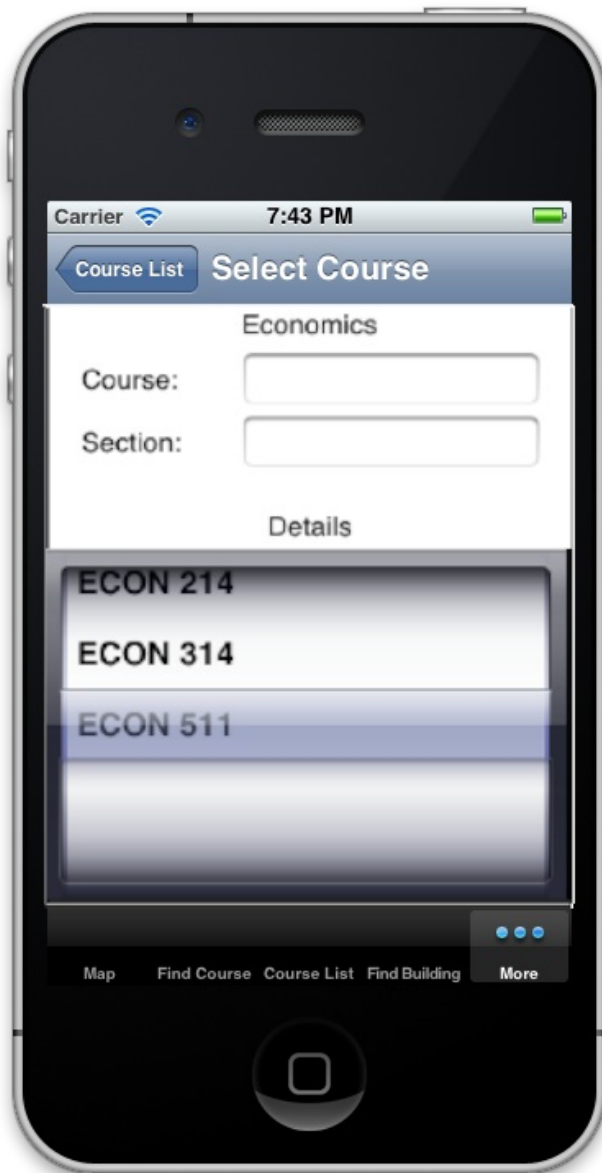 Carrier 7:43 PM
Course List Select Course
Economics
Course:
Section:
Details
ECON 214
ECON 314
ECON 511
Map Find Course Course List Find Building More